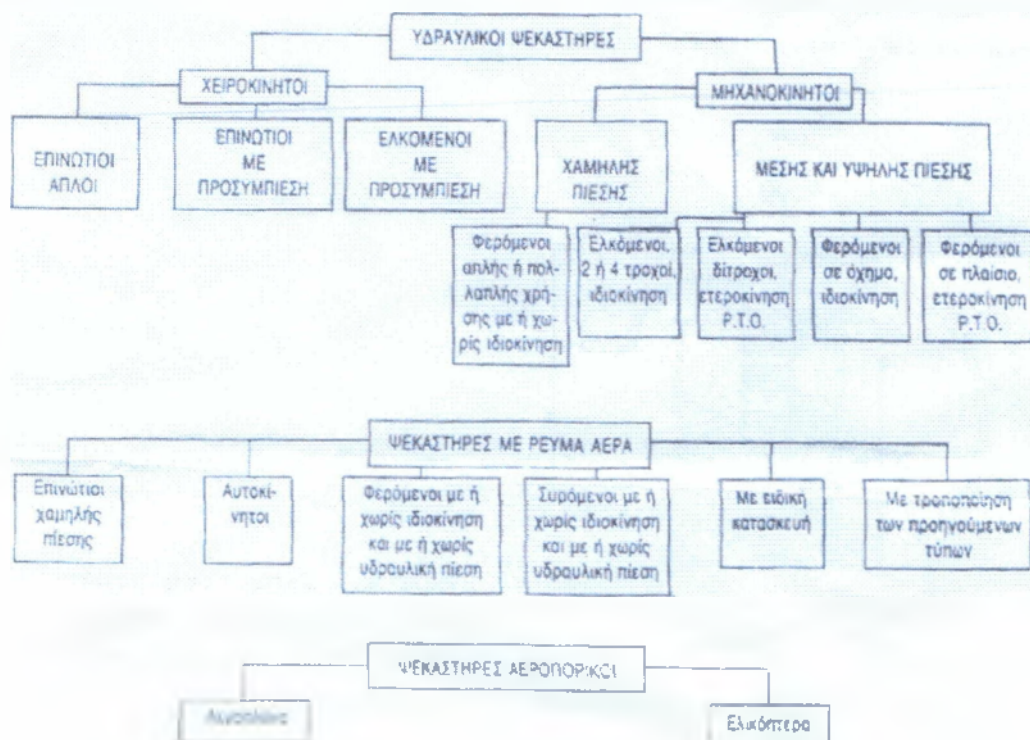 ΥΔΡΑΥΛΙΚΟΙ ΨΕΚΑΣΤΗΡΕΣ
ΧΕΙΡΟΚΙΝΗΤΟΙ
ΜΗΧΑΝΟΚΙΝΗΤΟΙ
ΕΠΙΝΩΤΙΟΙ
ΑΠΛΟΙ
ΕΠΙΝΩΤΙΟΙ
ΜΕ
ΠΡΟΣΥΜΠΙΕΣΗ
ΕΛΚΟΜΕΝΟΙ
ΜΕ
ΠΡΟΣΥΜΠΙΕΣΗ
ΧΑΜΗΛΗΣ
ΠΙΕΣΗΣ
ΜΕΣΗΣ ΚΑΙ ΥΨΗΛΗΣ ΠΙΕΣΗΣ
Φερόμενοι
απλής ή πολ-
λαπλής χρή-
σης με ή χω-
ρίς ιδιοκίνηση
Ελκόμενοι,
2 ή 4 τροχοί,
ιδιοκίνηση
Ελκόμενοι
δίτροχοι,
ετεροκίνηση
P.T.O.
Φερόμενοι
σε όχημα,
ιδιοκίνηση
Φερόμενοι
σε πλαίσιο,
ετεροκίνηση
P.T.O.
ΨΕΚΑΣΤΗΡΕΣ ΜΕ ΡΕΥΜΑ ΑΕΡΑ
Επινώτιοι
χαμηλής
πίεσης
Αυτοκί-
νητοι
Φερόμενοι με ή
χωρίς ιδιοκίνηση
και με ή χωρίς
υδραυλική πίεση
Συρόμενοι με ή
χωρίς ιδιοκίνηση
και με ή χωρίς
υδραυλική πίεση
Με ειδική
κατασκευή
Με τροποποίηση
των προηγούμενων
τύπων
ΨΕΚΑΣΤΗΡΕΣ ΑΕΡΟΠΟΡΙΚΟΙ
Ελικόπτερα